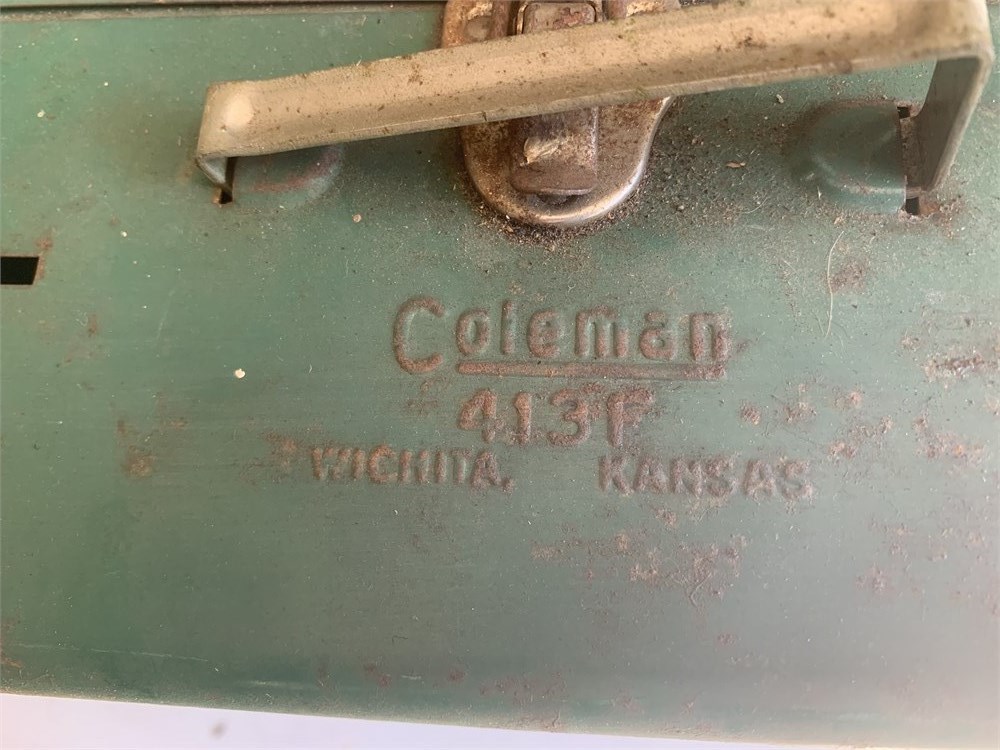 Coleman
413F
WICHITA, KANSAS